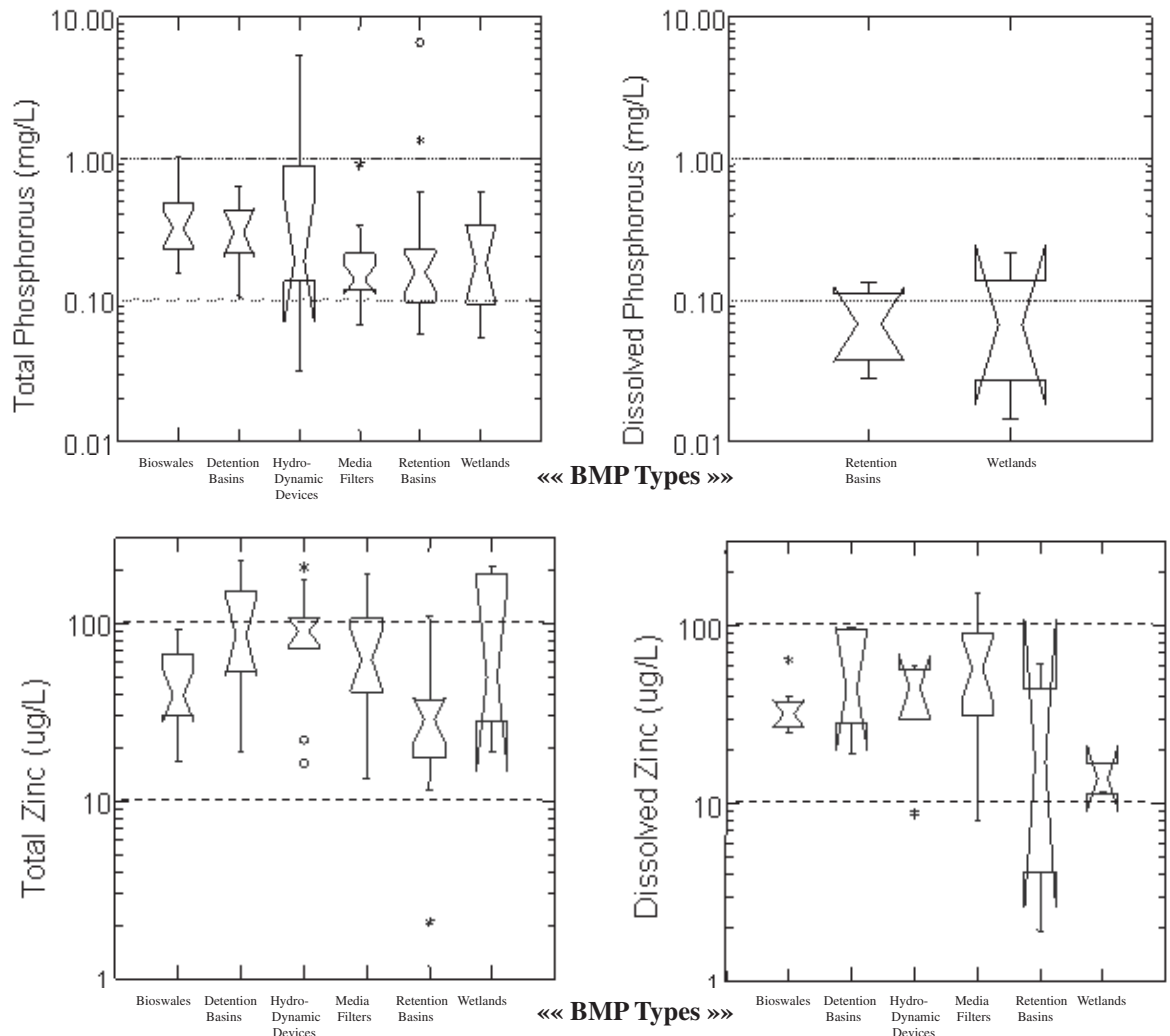 Total Phosphorous (mg/L)
10.00
1.00
0.10
0.01
Bioswales
Detention
Basins
Hydro-
Dynamic
Devices
Media
Filters
Retention
Basins
Wetlands
Dissolved Phosphorous (mg/L)
10.00
1.00
0.10
0.01
Retention
Basins
Wetlands
«« BMP Types »»
Total Zinc (ug/L)
100
10
1
Bioswales
Detention
Basins
Hydro-
Dynamic
Devices
Media
Filters
Retention
Basins
Wetlands
Dissolved Zinc (ug/L)
100
10
1
Bioswales
Detention
Basins
Hydro-
Dynamic
Devices
Media
Filters
Retention
Basins
Wetlands
«« BMP Types »»